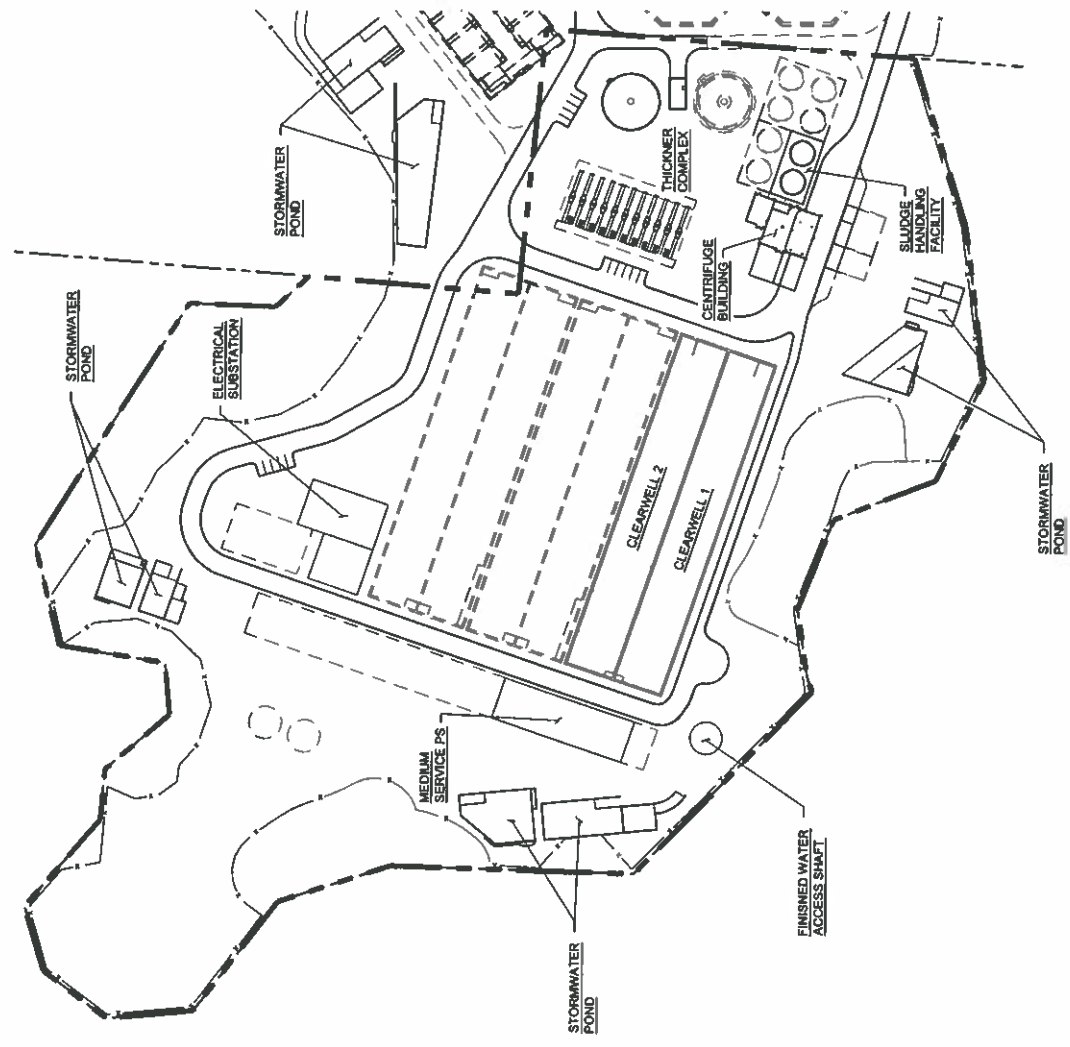 STORMWATER
POND
STORMWATER
POND
ELECTRICAL
SUBSTATION
THICKNER
COMPLEX
CENTRIFUGE
BUILDING
SLUDGE
HANDLING
FACILITY
CLEARWELL 2
CLEARWELL 1
STORMWATER
POND
MEDIUM
SERVICE PS
FINISHED WATER
ACCESS SHAFT
STORMWATER
POND